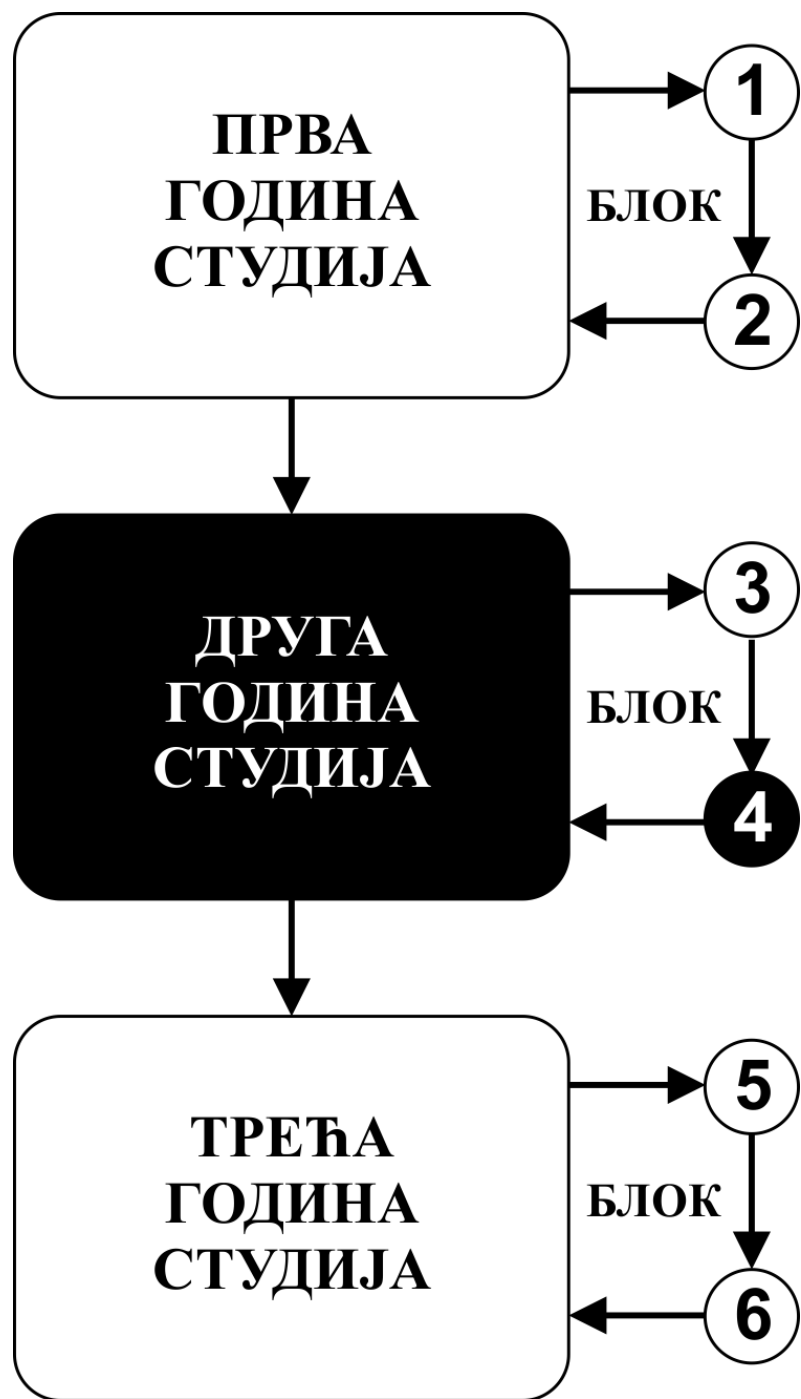 ПРВА
ГОДИНА
СТУДИЈА
1
БЛОК
2
ДРУГА
ГОДИНА
СТУДИЈА
3
БЛОК
4
ТРЕЋА
ГОДИНА
СТУДИЈА
5
БЛОК
6